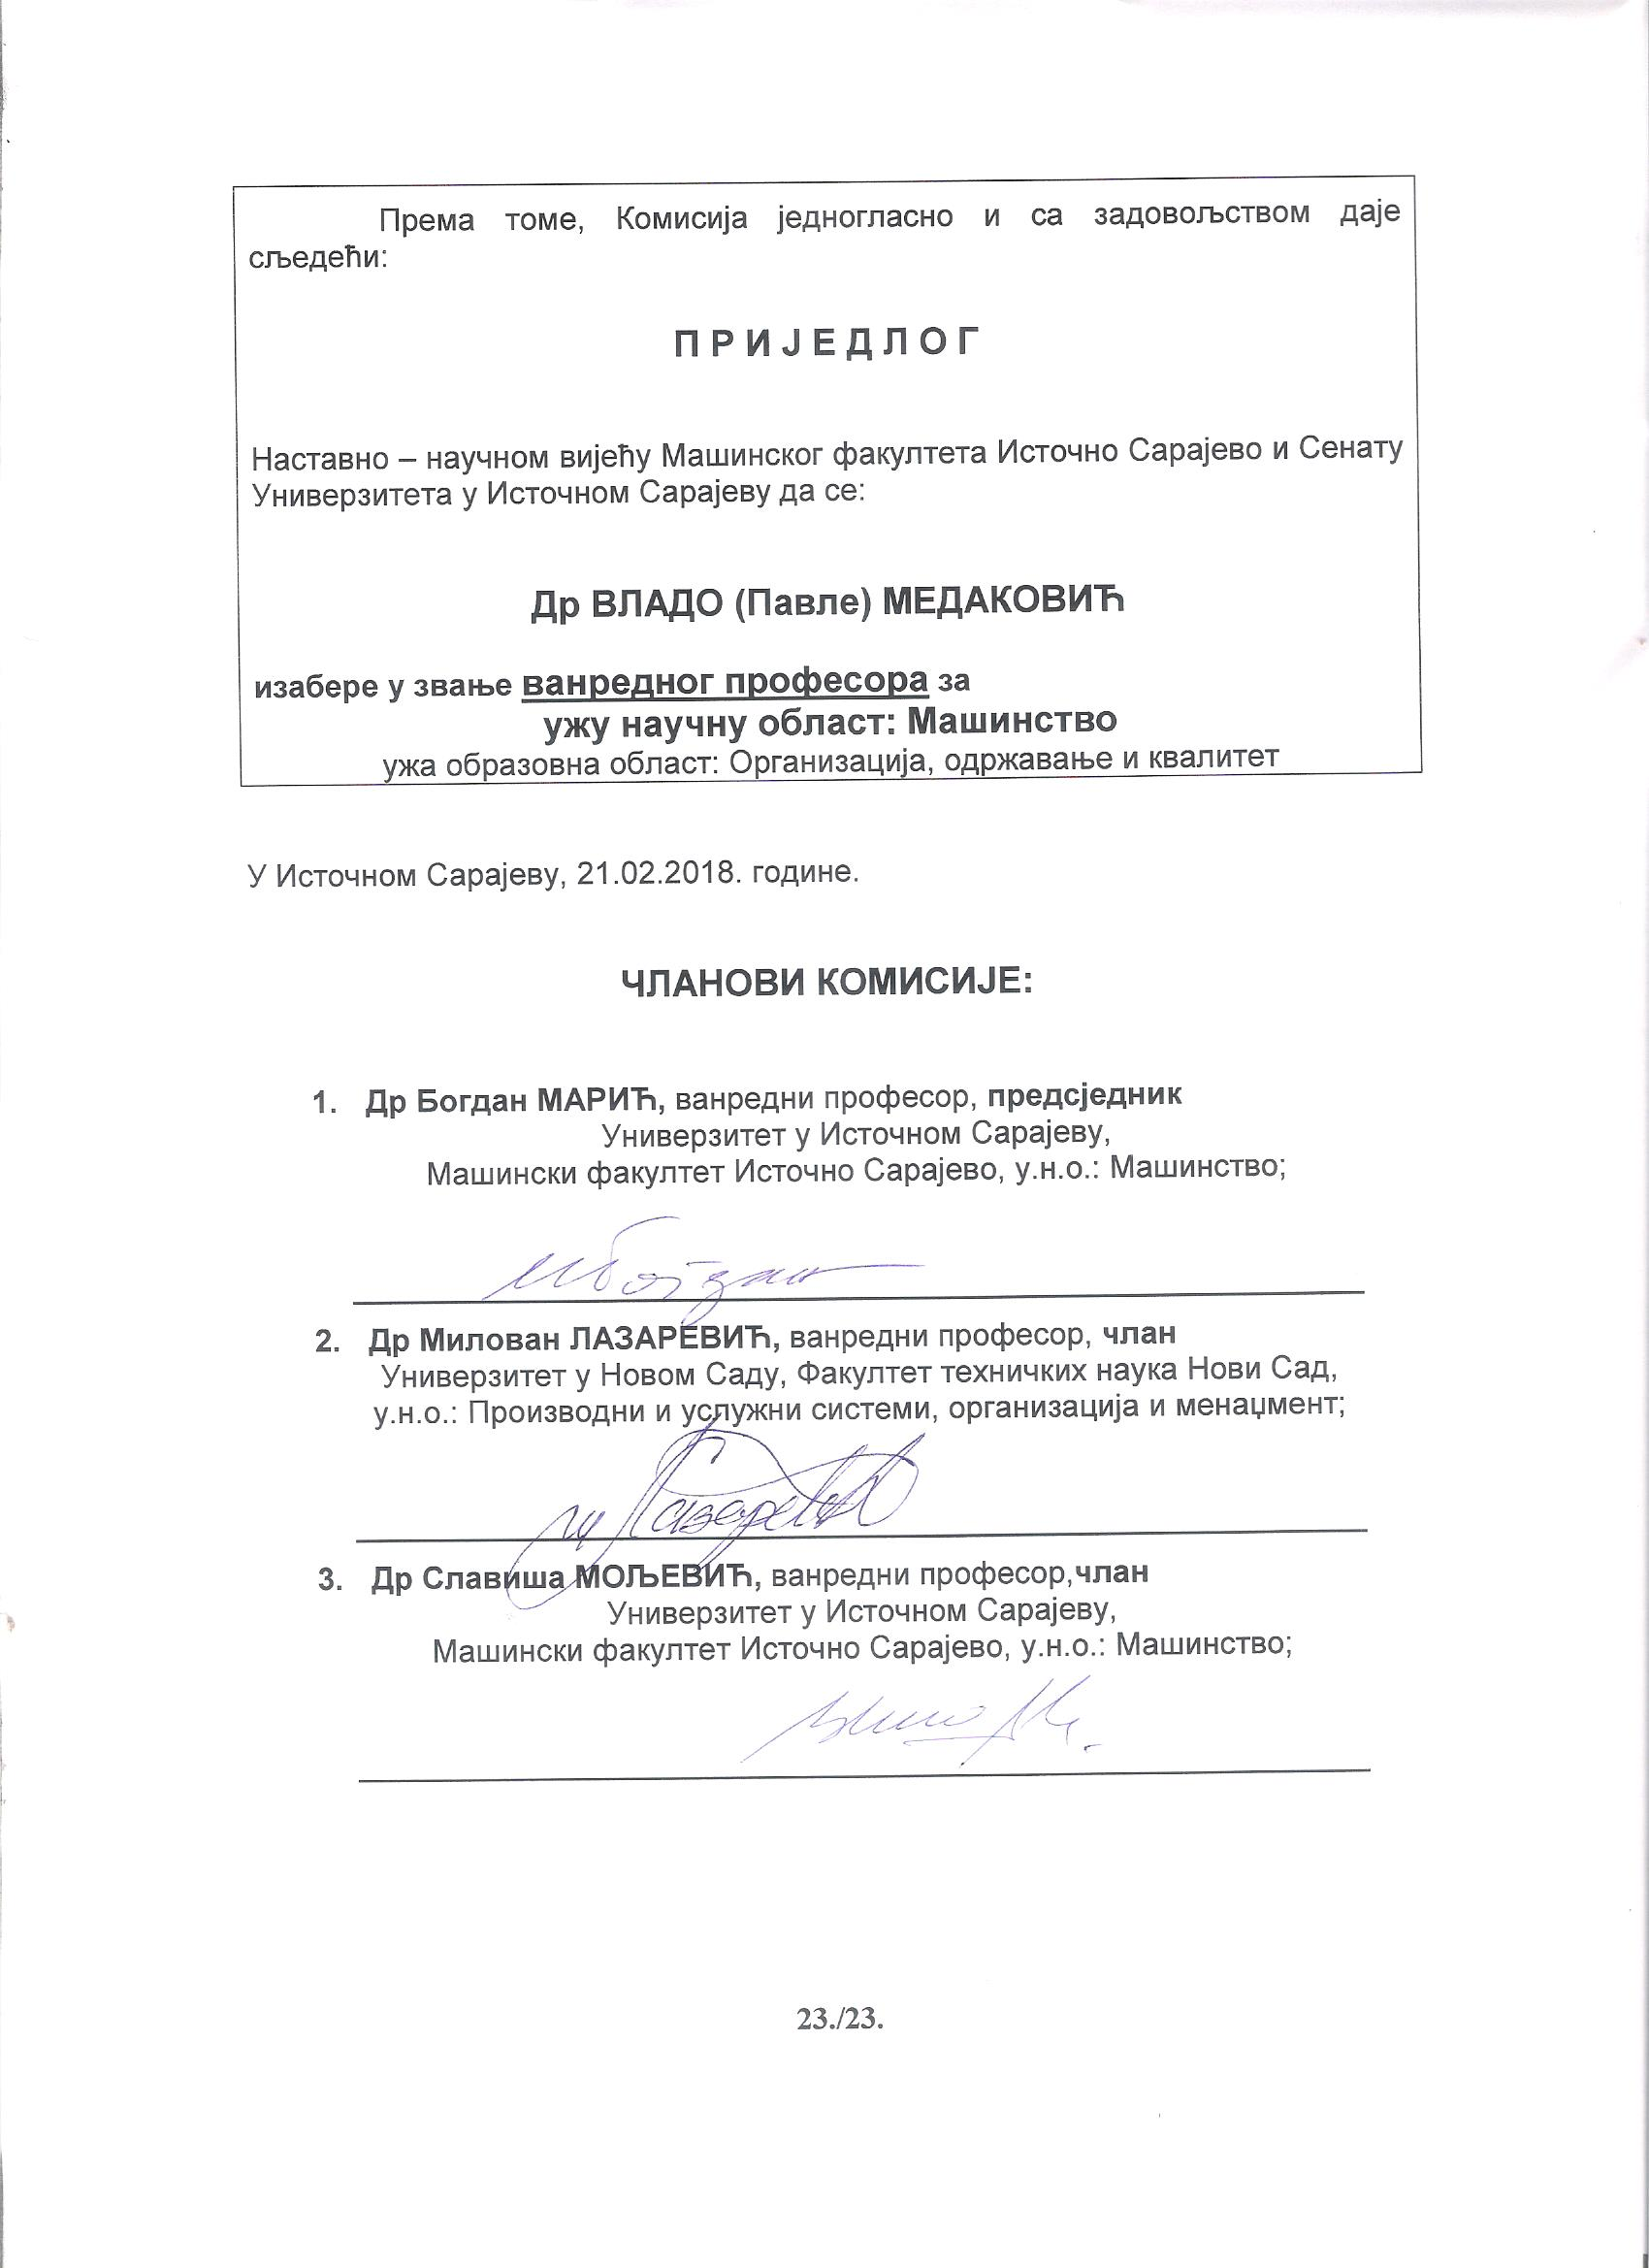 Према томе, Комисија једногласно и са задовољством даје
сљедећи:
П Р И Ј Е Д Л О Г
Наставно – научном вијећу Машинског факултета Источно Сарајево и Сенату
Универзитета у Источном Сарајеву да се:
Др ВЛАДО (Павле) МЕДАКОВИЋ
изабере у звање ванредног професора за
ужу научну област: Машинство
ужа образовна област: Организација, одржавање и квалитет
У Источном Сарајеву, 21.02.2018. године.
ЧЛАНОВИ КОМИСИЈЕ:
1. Др Богдан МАРИЋ, ванредни професор, предсједник
Универзитет у Источном Сарајеву,
Машински факултет Источно Сарајево, у.н.о.: Машинство;
2. Др Милован ЛАЗАРЕВИЋ, ванредни професор, члан
Универзитет у Новом Саду, Факултет техничких наука Нови Сад,
у.н.о.: Производни и услужни системи, организација и менаџмент;
3. Др Славиша МОЉЕВИЋ, ванредни професор,члан
Универзитет у Источном Сарајеву,
Машински факултет Источно Сарајево, у.н.о.: Машинство;
23./23.